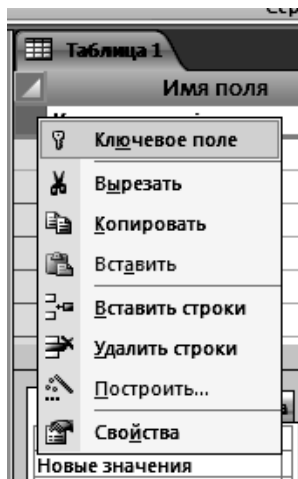 Таблица 1
Имя поля
Ключевое поле
Вырезать
Копировать
Вставить
Вставить строки
Удалить строки
Построить...
Свойства
Новые значения